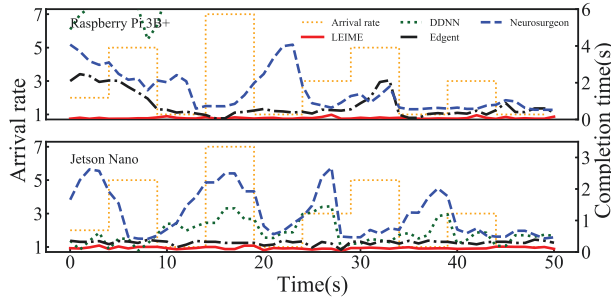 Raspberry Pi 3B+
Arrival rate
LEIME
DDNN
Edgent
Neurosurgeon
7
5
3
1
6
4
2
0
Jetson Nano
7
5
3
1
3
2
1
0
Arrival rate
Completion time(s)
0
10
20
30
40
50
Time(s)